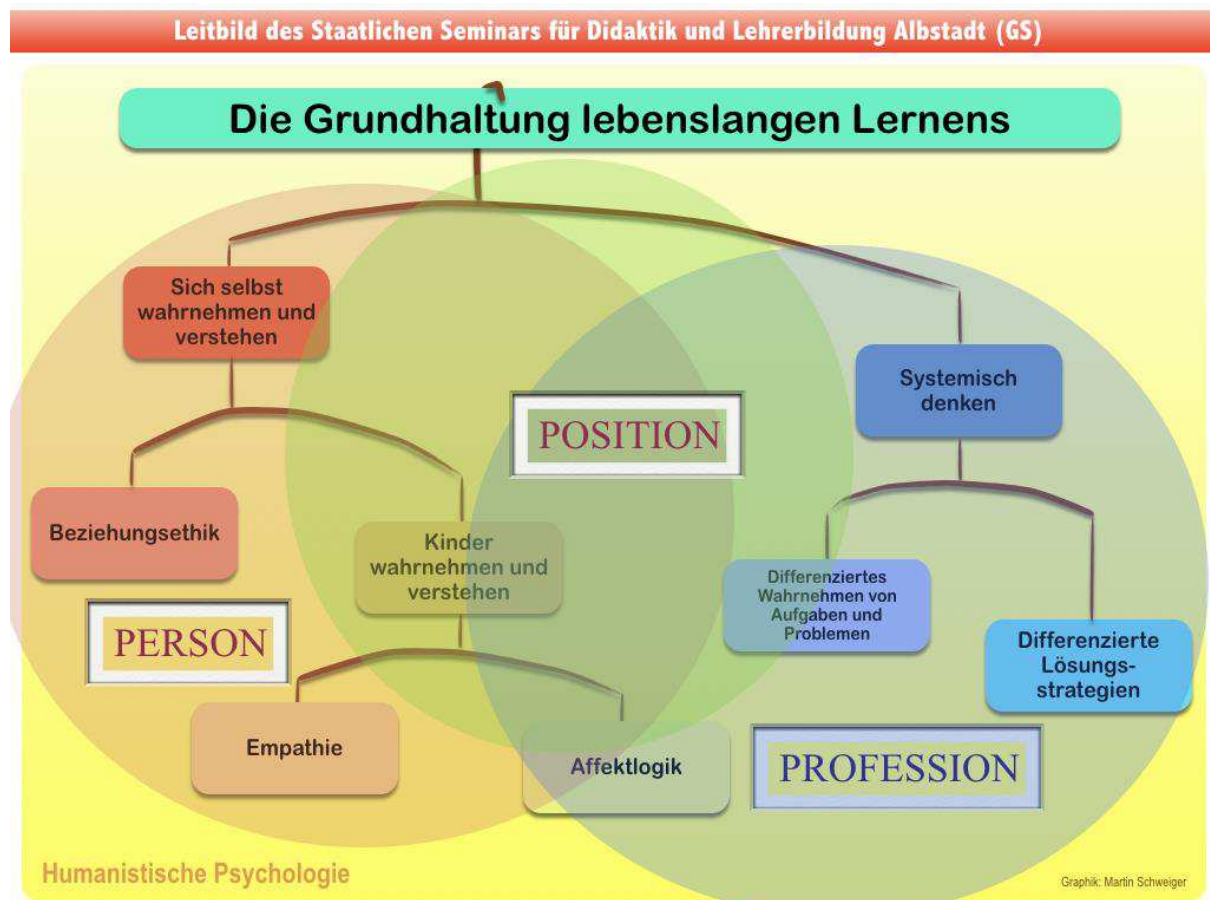 Leitbild des Staatlichen Seminars für Didaktik und Lehrerbildung Albstadt (GS)
Die Grundhaltung lebenslangen Lernens
Sich selbst
wahrnehmen und
verstehen
Systemisch
denken
POSITION
Beziehungsethik
Kinder
wahrnehmen und
verstehen
Differenziertes
Wahrnehmen von
Aufgaben und
Problemen
PERSON
Differenzierte
Lösungs-
strategien
Empathie
Affektlogik
PROFESSION
Humanistische Psychologie
Graphik: Martin Schweiger